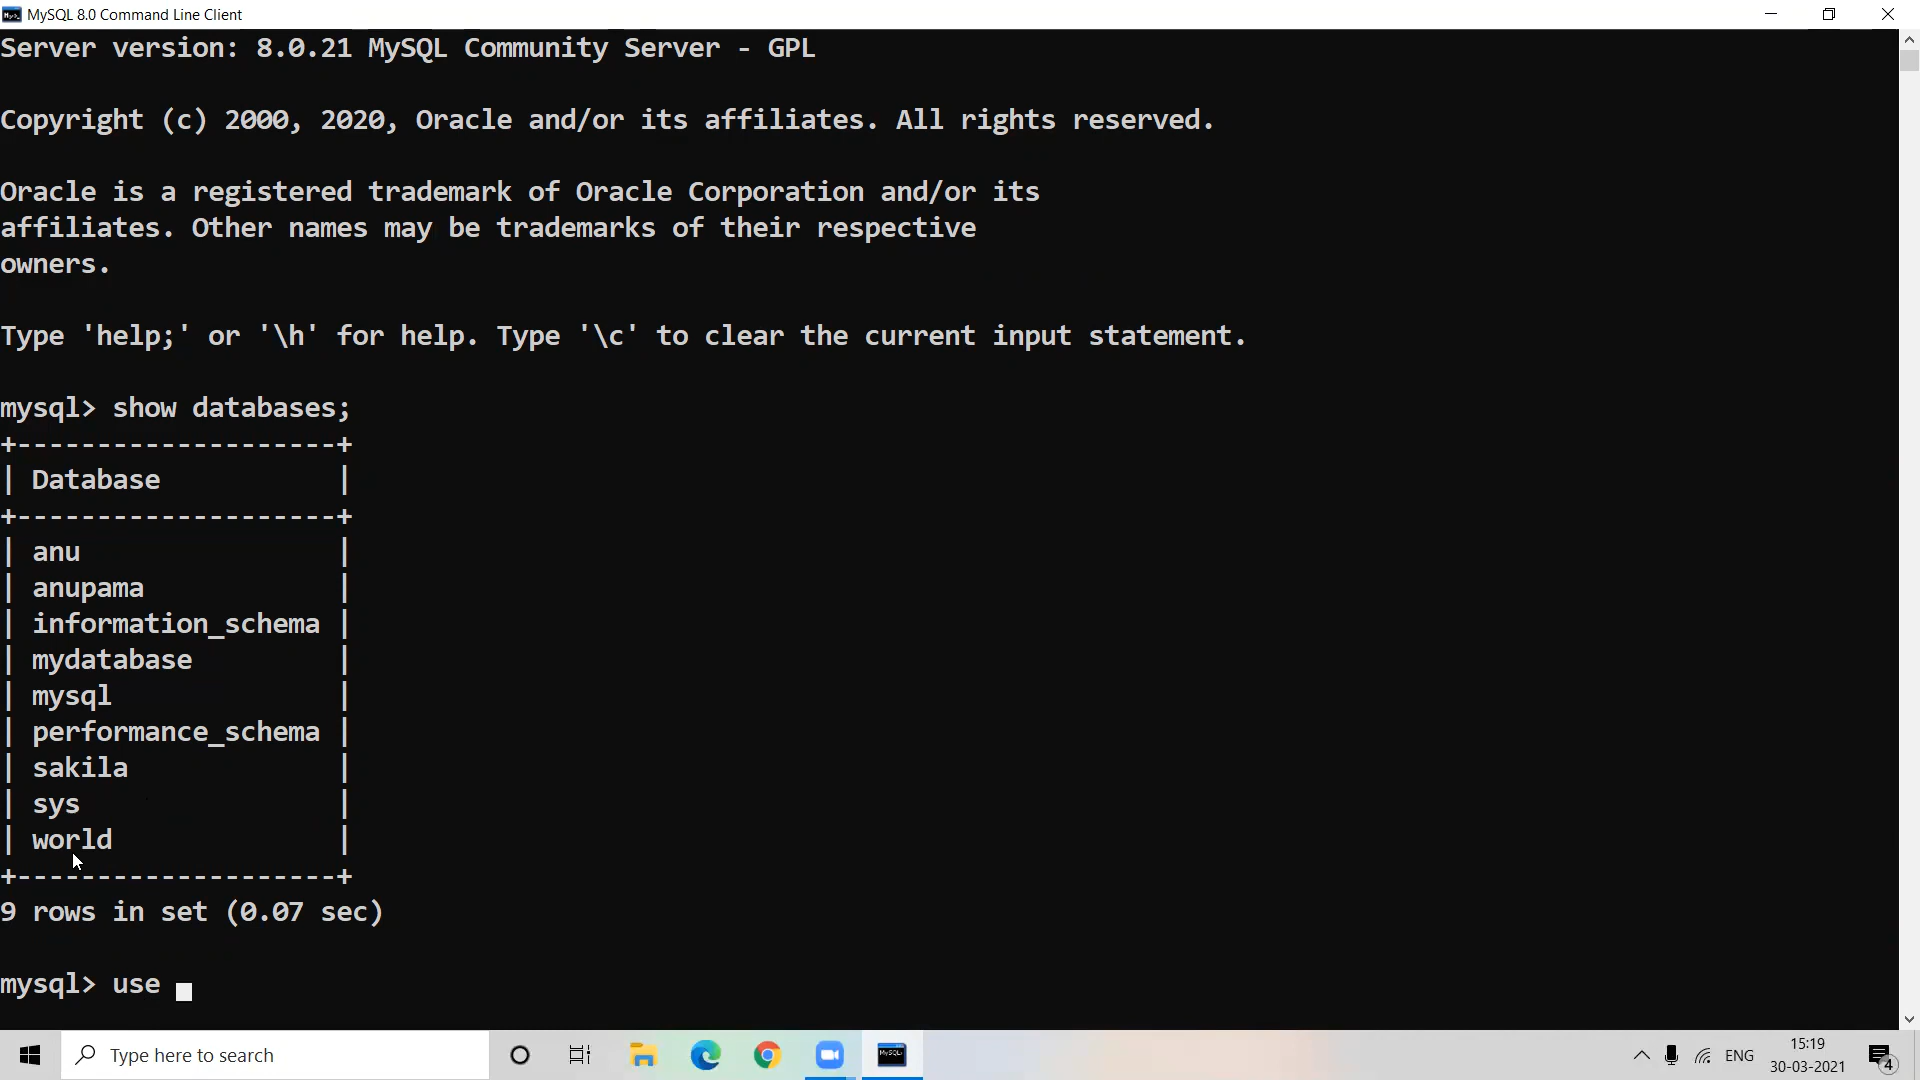 MySQL 8.0 Command Line Client
Server version: 8.0.21 MySQL Community Server - GPL
Copyright (c) 2000, 2020, Oracle and/or its affiliates. All rights reserved.
Oracle is a registered trademark of Oracle Corporation and/or its
affiliates. Other names may be trademarks of their respective
owners.
Type 'help;' or '\h' for help. Type '\c' to clear the current input statement.
mysql> show databases;
+--------------------+
| Database           |
+--------------------+
| anu                |
| anupama            |
| information_schema |
| mydatabase         |
| mysql              |
| performance_schema |
| sakila             |
| sys                |
| world              |
+--------------------+
9 rows in set (0.07 sec)
mysql> use
Type here to search
ENG
15:19
30-03-2021
4